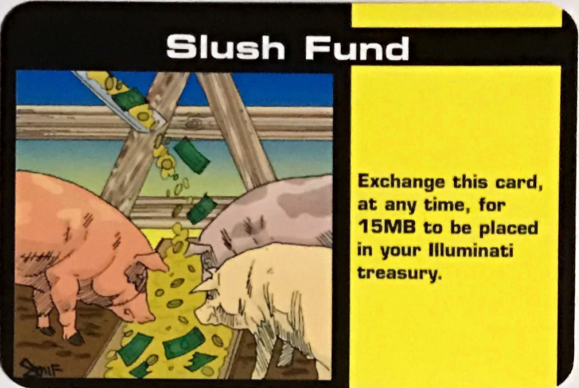 Slush Fund
Exchange this card,
at any time, for
15MB to be placed
in your Illuminati
treasury.